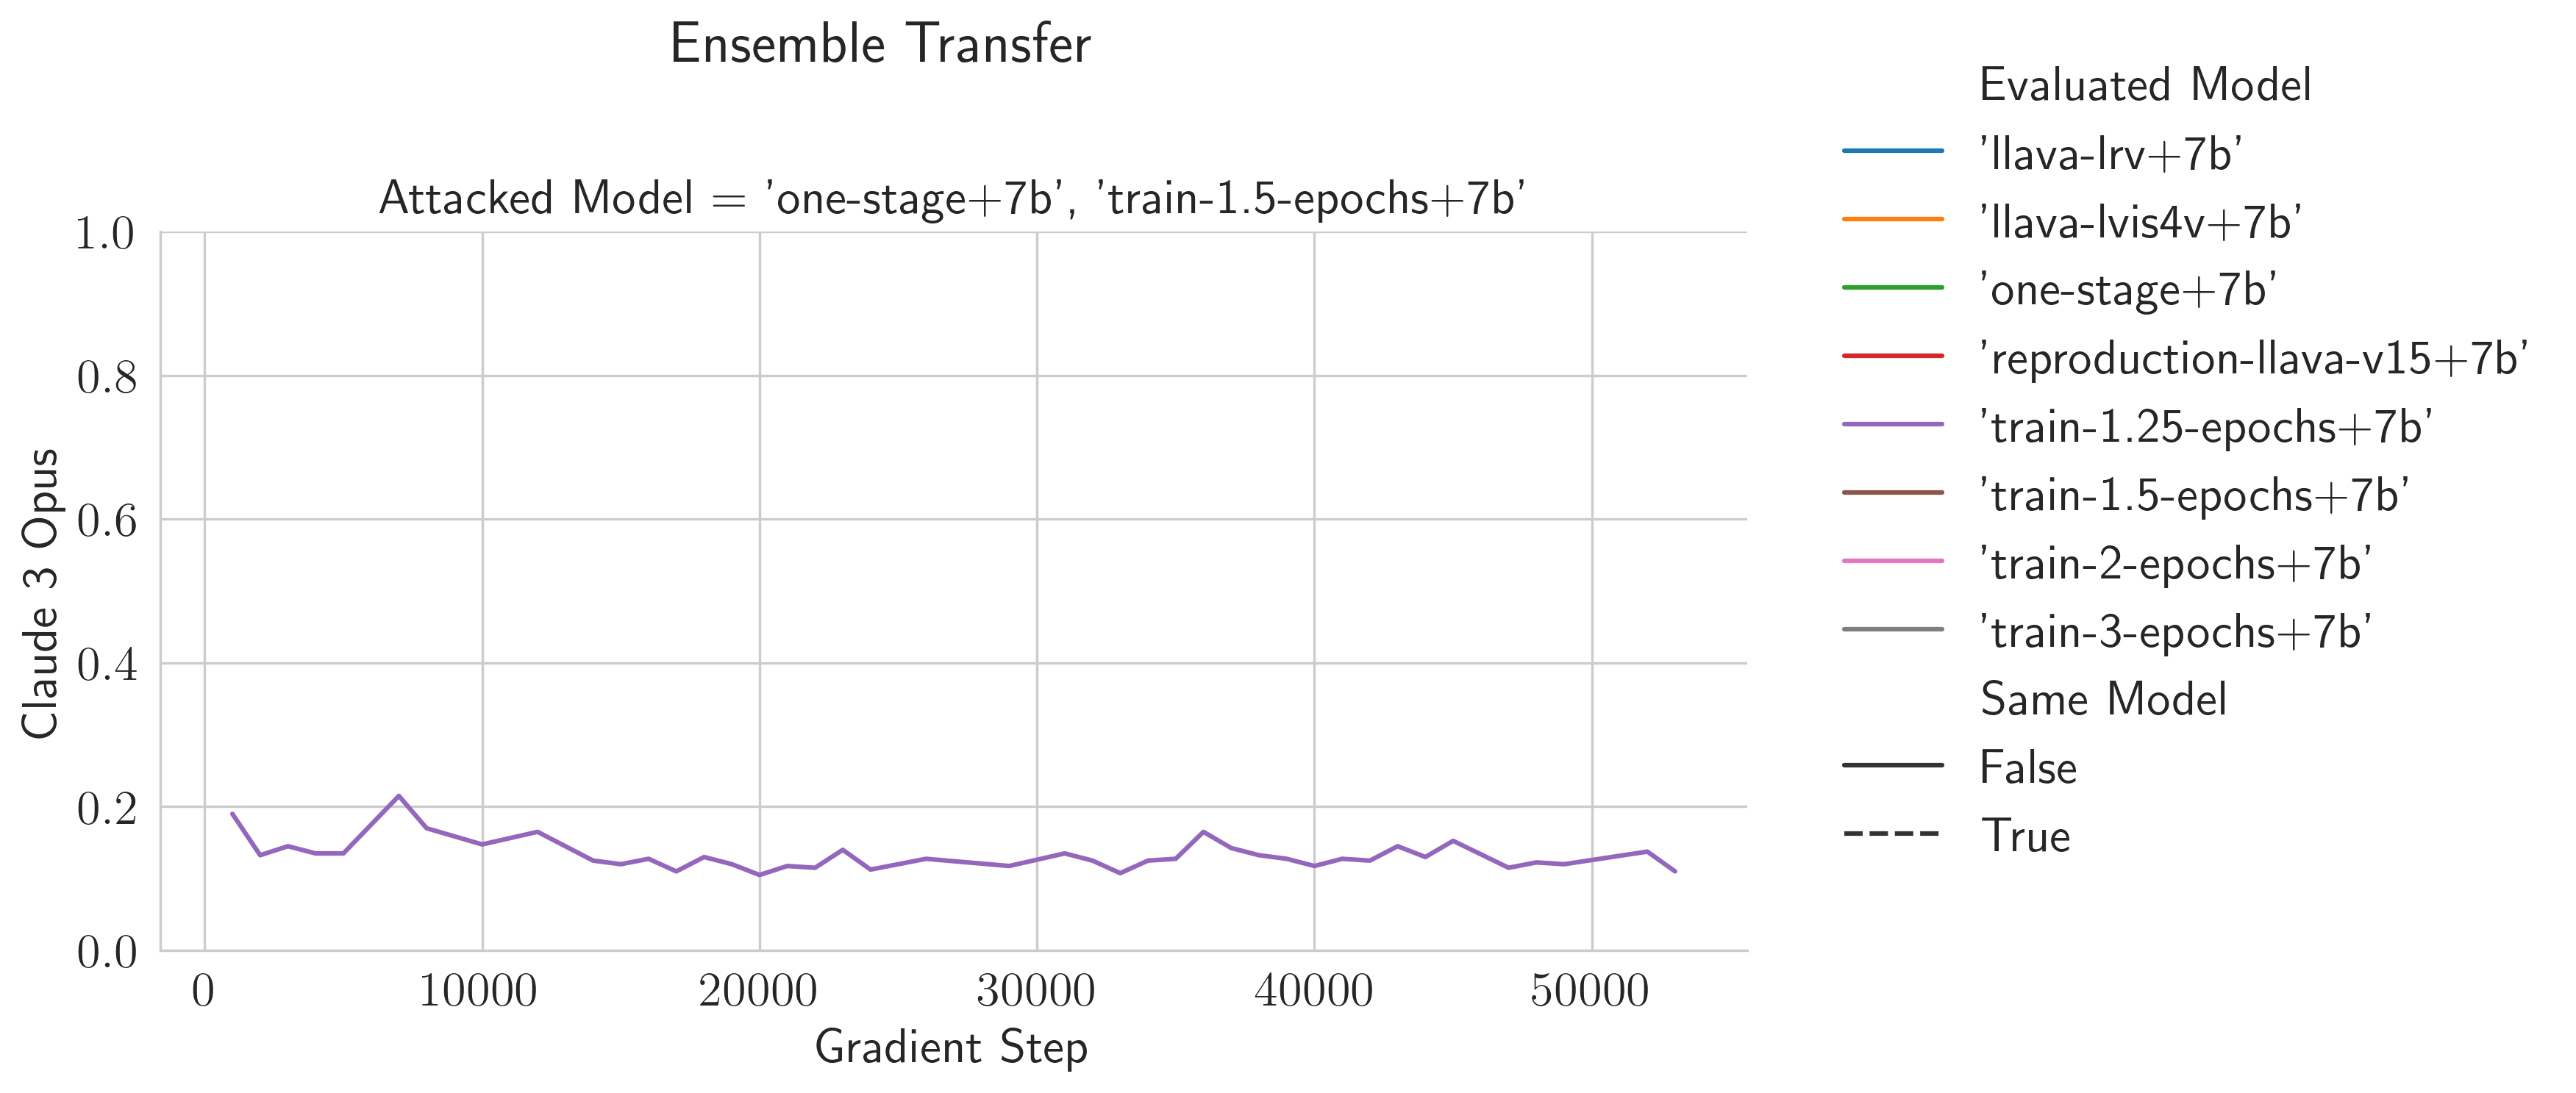 Ensemble Transfer
Attacked Model = 'one-stage+7b', 'train-1.5-epochs+7b'
Claude 3 Opus
1.0
0.8
0.6
0.4
0.2
0.0
0 10000 20000 30000 40000 50000
Gradient Step
Evaluated Model
'llava-lrv+7b'
'llava-lvis4v+7b'
'one-stage+7b'
'reproduction-llava-v15+7b'
'train-1.25-epochs+7b'
'train-1.5-epochs+7b'
'train-2-epochs+7b'
'train-3-epochs+7b'
Same Model
False
True